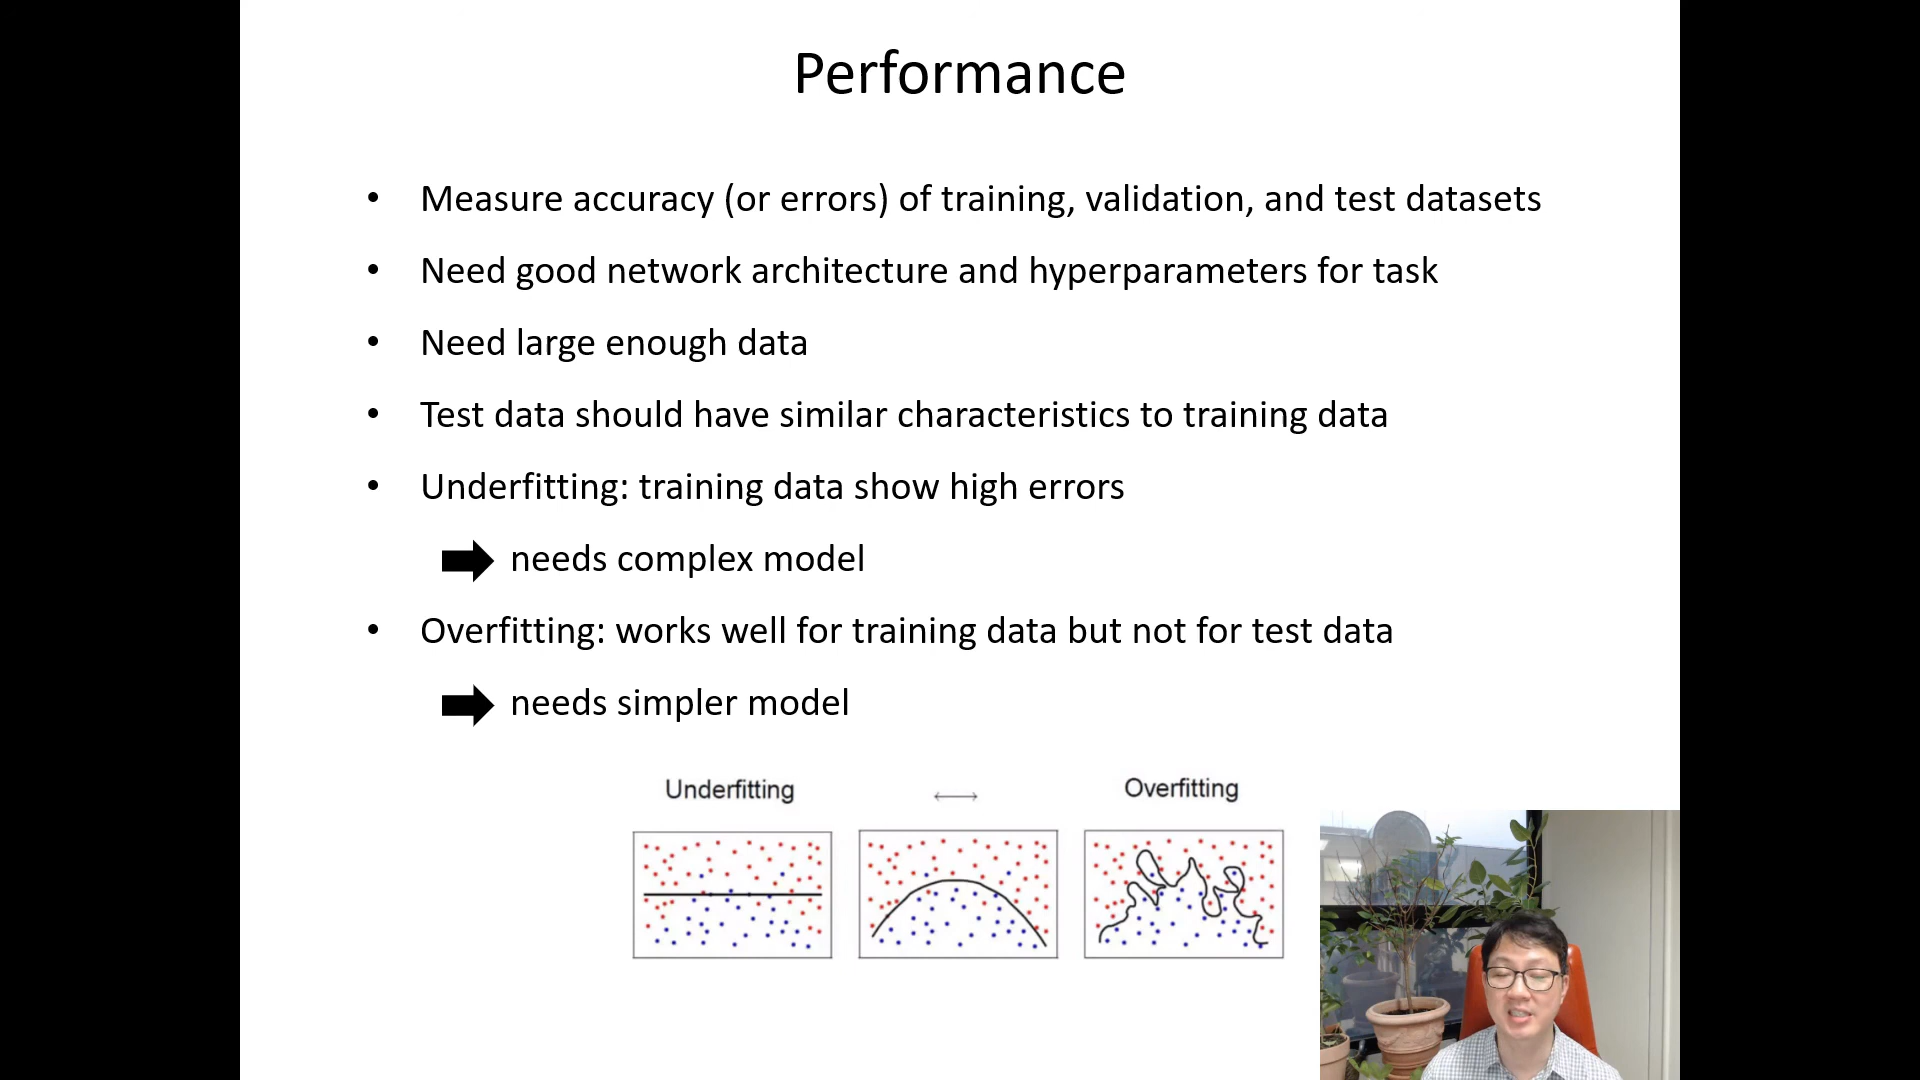 Performance
• Measure accuracy (or errors) of training, validation, and test datasets
• Need good network architecture and hyperparameters for task
• Need large enough data
• Test data should have similar characteristics to training data
• Underfitting: training data show high errors
needs complex model
• Overfitting: works well for training data but not for test data
needs simpler model
Underfitting
Overfitting